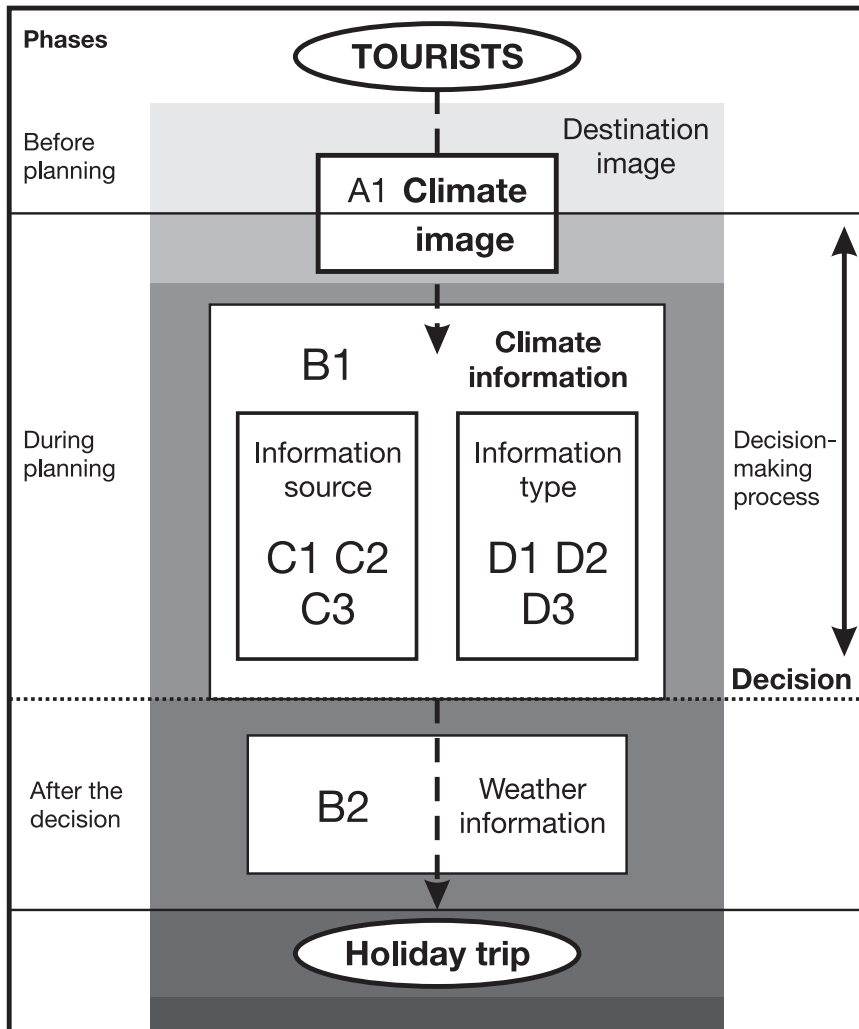 Phases
TOURISTS
Before
planning
Destination
image
A1 Climate
image
B1
Climate
information
During
planning
Information
source
C1 C2
C3
Information
type
D1 D2
D3
Decision-
making
process
Decision
After the
decision
B2
Weather
information
Holiday trip